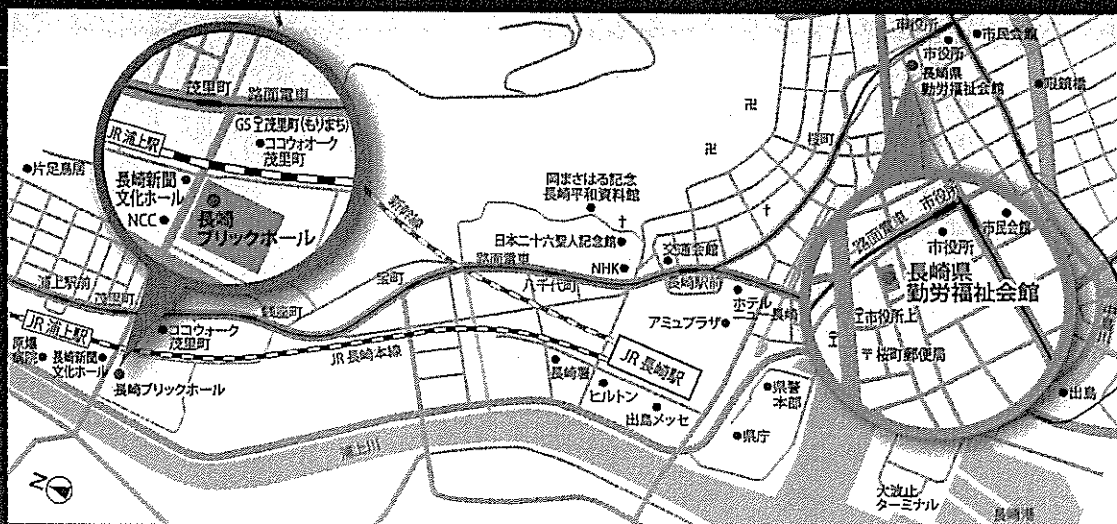 茂里町
路面電車
GS
茂里町(もりまち)
ココウォーク
茂里町
JR浦上駅
長崎新聞
文化ホール
NCC
長崎
ブリックホール
片足鳥居
浦上駅前
茂里町
銭座町
宝町
JR浦上駅
ココウォーク
茂里町
原爆
病院
長崎新聞
文化ホール
長崎ブリックホール
JR長崎本線
浦上川
新幹線
路面電車
八千代町
岡まさはる記念
長崎平和資料館
日本二十六聖人記念館
NHK
交通会館
長崎駅前
ホテル
ニュー長崎
アミュプラザ
JR長崎駅
長崎署
ヒルトン
出島メッセ
県警
本部
県庁
桜町
市役所
市役所
市民会館
長崎県
勤労福祉会館
眼鏡橋
路面電車
市役所
市民会館
市役所
長崎県
勤労福祉会館
市役所上
〒桜町郵便局
出島
大波止
ターミナル
長崎港
N